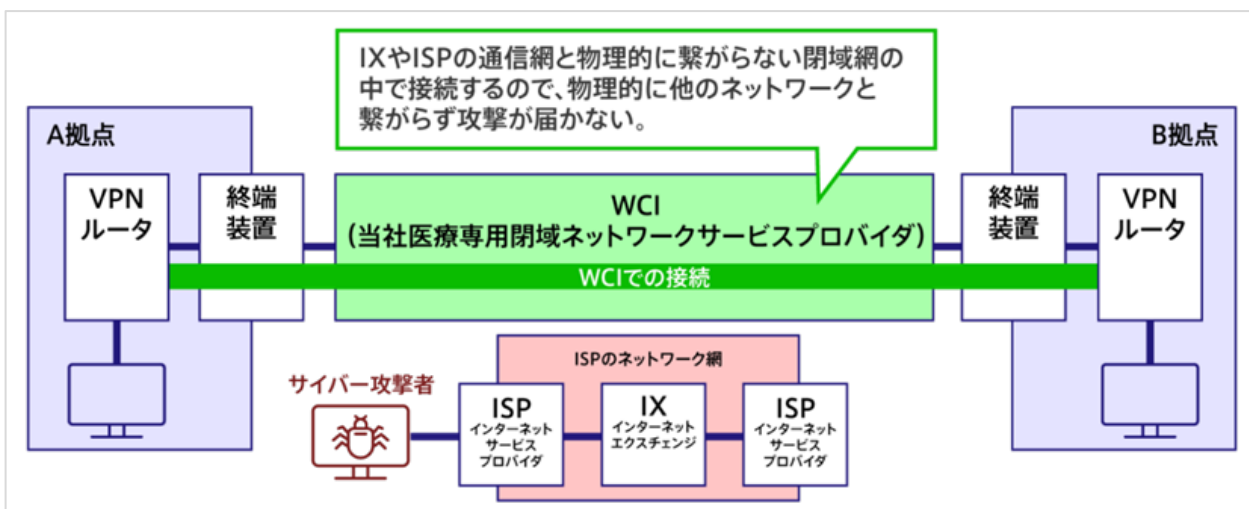 IXやISPの通信網と物理的に繋がらない閉域網の
中で接続するので、物理的に他のネットワークと
繋がらず攻撃が届かない。
A拠点
B拠点
VPN
ルータ
終端
装置
WCI
（当社医療専用閉域ネットワークサービスプロバイダ）
終端
装置
VPN
ルータ
WCIでの接続
ISPのネットワーク網
サイバー攻撃者
ISP
インターネット
サービス
プロバイダ
IX
インターネット
エクスチェンジ
ISP
インターネット
サービス
プロバイダ